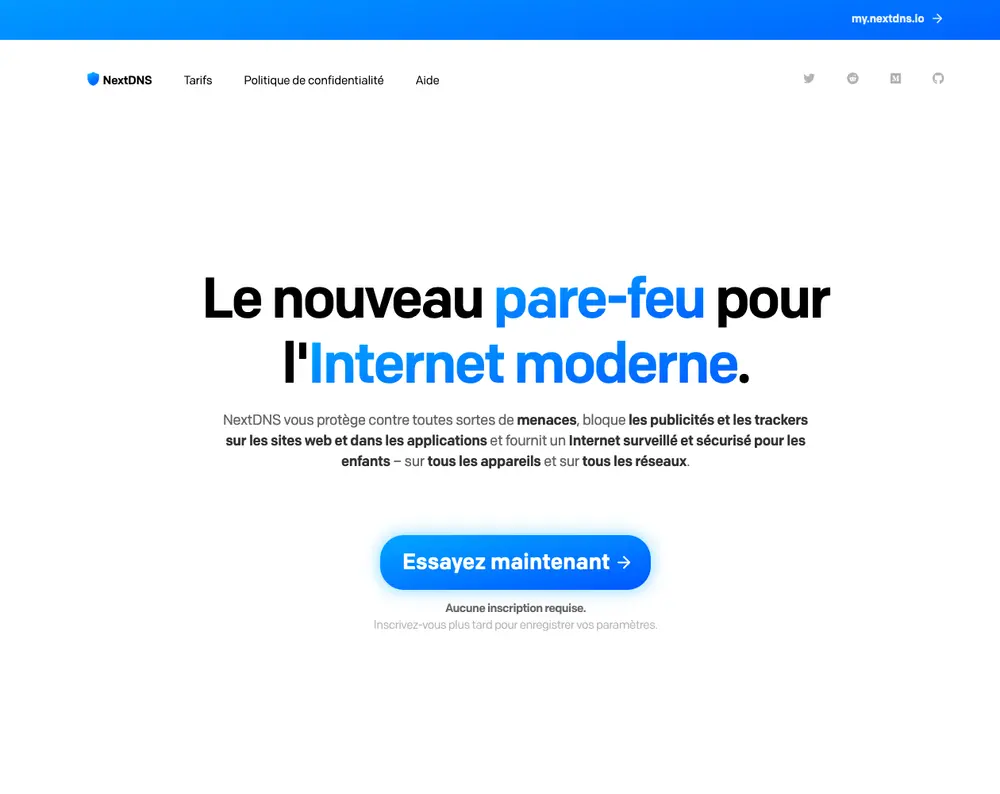 my.nextdns.io →
NextDNS Tarifs Politique de confidentialité Aide
Le nouveau pare-feu pour
l'Internet moderne.
NextDNS vous protège contre toutes sortes de menaces, bloque les publicités et les trackers
sur les sites web et dans les applications et fournit un Internet surveillé et sécurisé pour les
enfants – sur tous les appareils et sur tous les réseaux.
Essayez maintenant →
Aucune inscription requise.
Inscrivez-vous plus tard pour enregistrer vos paramètres.